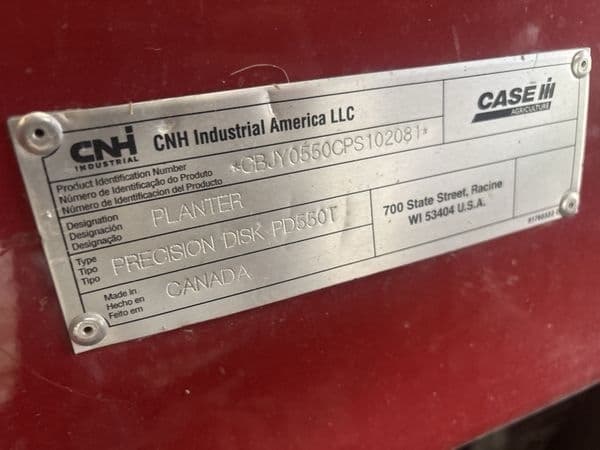 CNH
INDUSTRIAL
CNH Industrial America LLC
CASE IH
AGRICULTURE
Product Identification Number
Número de Identificação do Produto
Número de Identificacion del Producto
*CBJY0550CPS102081*
Designation
Designación
Designação
PLANTER
Type
Tipo
Tipo
PRECISION DISK PD550T
700 State Street, Racine
WI 53404 U.S.A.
Made in
Hecho en
Feito em
CANADA